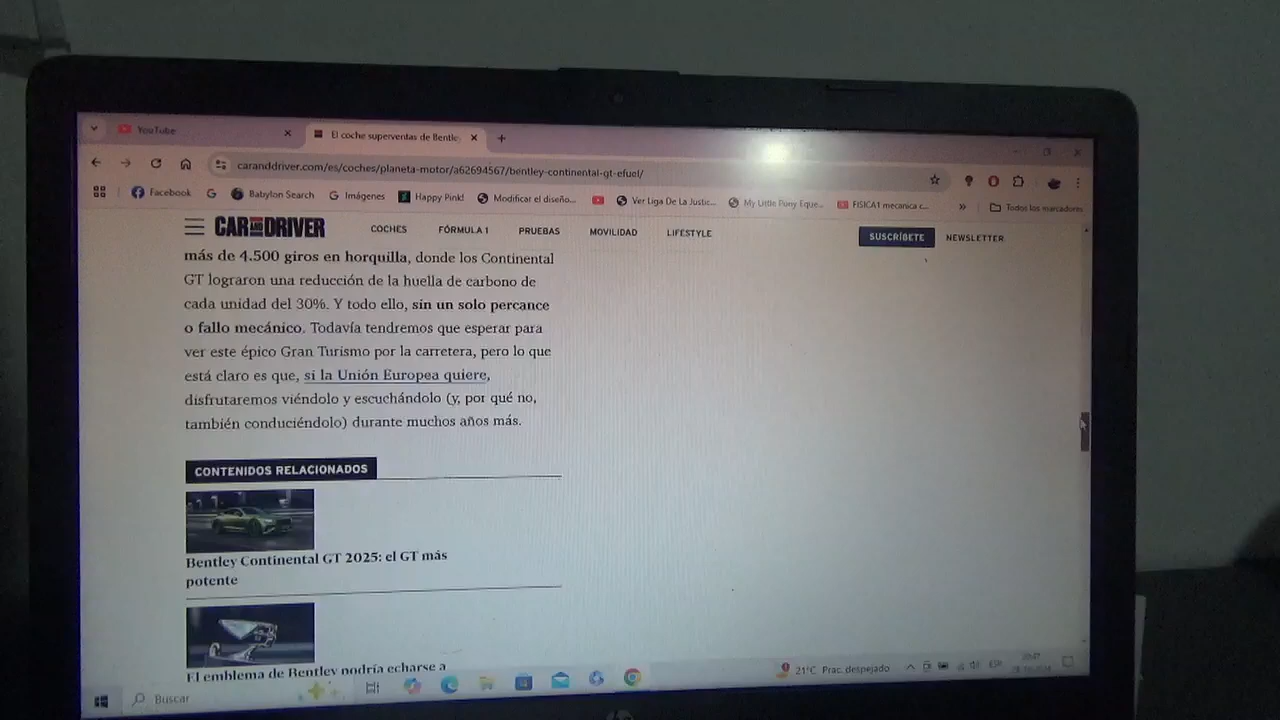 YouTube
El coche superventas de Bentle
caranddriver.com/es/coches/planeta-motor/a62694567/bentley-continental-gt-efuel/
Facebook
G
Babylon Search
G Imágenes
Happy Pink!
Modificar el diseño...
Ver Liga De La Justic...
My Little Pony Eque...
FISICA1 mecanica c...
»
Todos los marcadores
CAR AND DRIVER
COCHES
FÓRMULA 1
PRUEBAS
MOVILIDAD
LIFESTYLE
SUSCRÍBETE
NEWSLETTER
más de 4.500 giros en horquilla, donde los Continental
GT lograron una reducción de la huella de carbono de
cada unidad del 30%. Y todo ello, sin un solo percance
o fallo mecánico. Todavía tendremos que esperar para
ver este épico Gran Turismo por la carretera, pero lo que
está claro es que, si la Unión Europea quiere,
disfrutaremos viéndolo y escuchándolo (y, por qué no,
también conduciéndolo) durante muchos años más.
CONTENIDOS RELACIONADOS
Bentley Continental GT 2025: el GT más
potente
El emblema de Bentley podría echarse a
Buscar
21°C Prac. despejado
ESP
20:47
hp